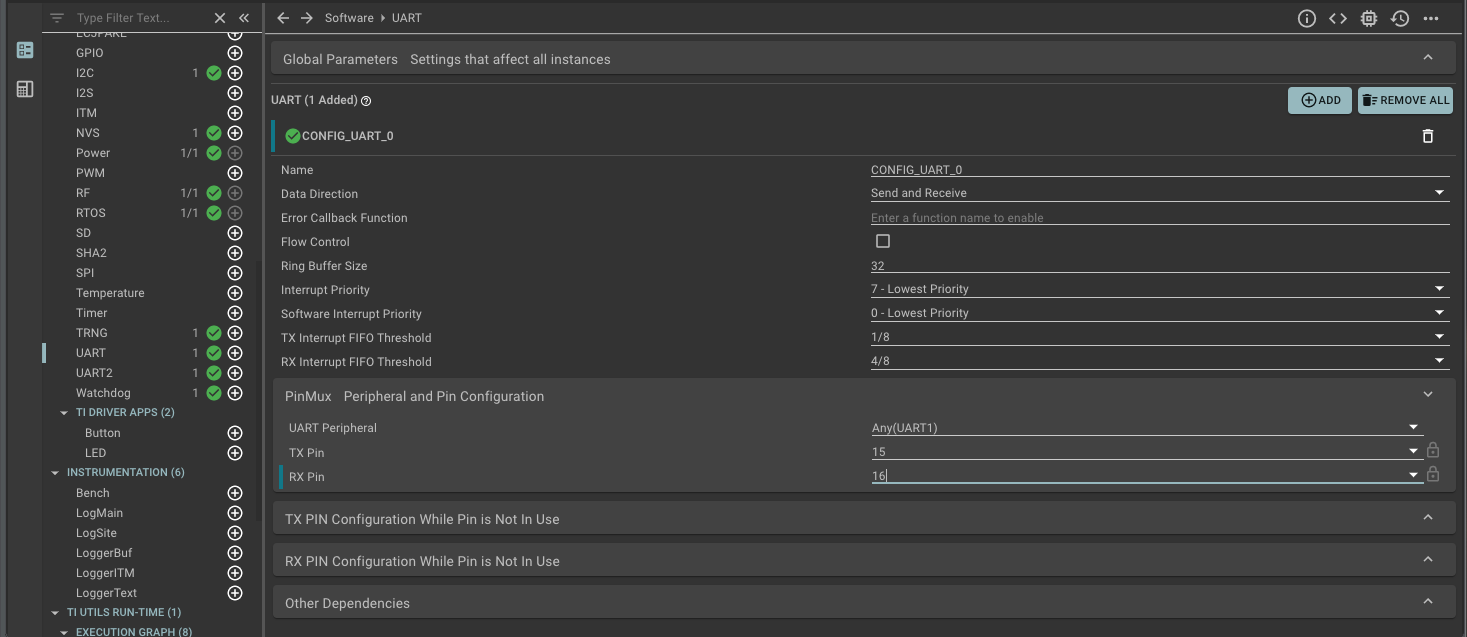 Type Filter Text...
ECJPAKE
GPIO
I2C 1
I2S
ITM
NVS 1
Power 1/1
PWM
RF 1/1
RTOS 1/1
SD
SHA2
SPI
Temperature
Timer
TRNG 1
UART 1
UART2 1
Watchdog 1
TI DRIVER APPS (2)
Button
LED
INSTRUMENTATION (6)
Bench
LogMain
LogSite
LoggerBuf
LoggerITM
LoggerText
TI UTILS RUN-TIME (1)
EXECUTION GRAPH (8)
Software UART
Global Parameters Settings that affect all instances
UART (1 Added)
ADD
REMOVE ALL
CONFIG_UART_0
Name CONFIG_UART_0
Data Direction Send and Receive
Error Callback Function Enter a function name to enable
Flow Control
Ring Buffer Size 32
Interrupt Priority 7 - Lowest Priority
Software Interrupt Priority 0 - Lowest Priority
TX Interrupt FIFO Threshold 1/8
RX Interrupt FIFO Threshold 4/8
PinMux Peripheral and Pin Configuration
UART Peripheral Any(UART1)
TX Pin 15
RX Pin 16
TX PIN Configuration While Pin is Not In Use
RX PIN Configuration While Pin is Not In Use
Other Dependencies